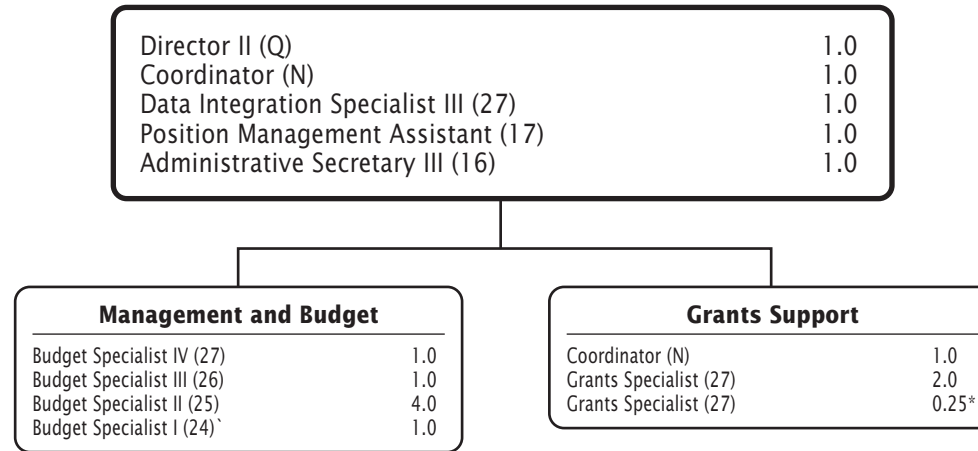 Director II (Q) 1.0
Coordinator (N) 1.0
Data Integration Specialist III (27) 1.0
Position Management Assistant (17) 1.0
Administrative Secretary III (16) 1.0
Management and Budget
Budget Specialist IV (27) 1.0
Budget Specialist III (26) 1.0
Budget Specialist II (25) 4.0
Budget Specialist I (24)` 1.0
Grants Support
Coordinator (N) 1.0
Grants Specialist (27) 2.0
Grants Specialist (27) 0.25*